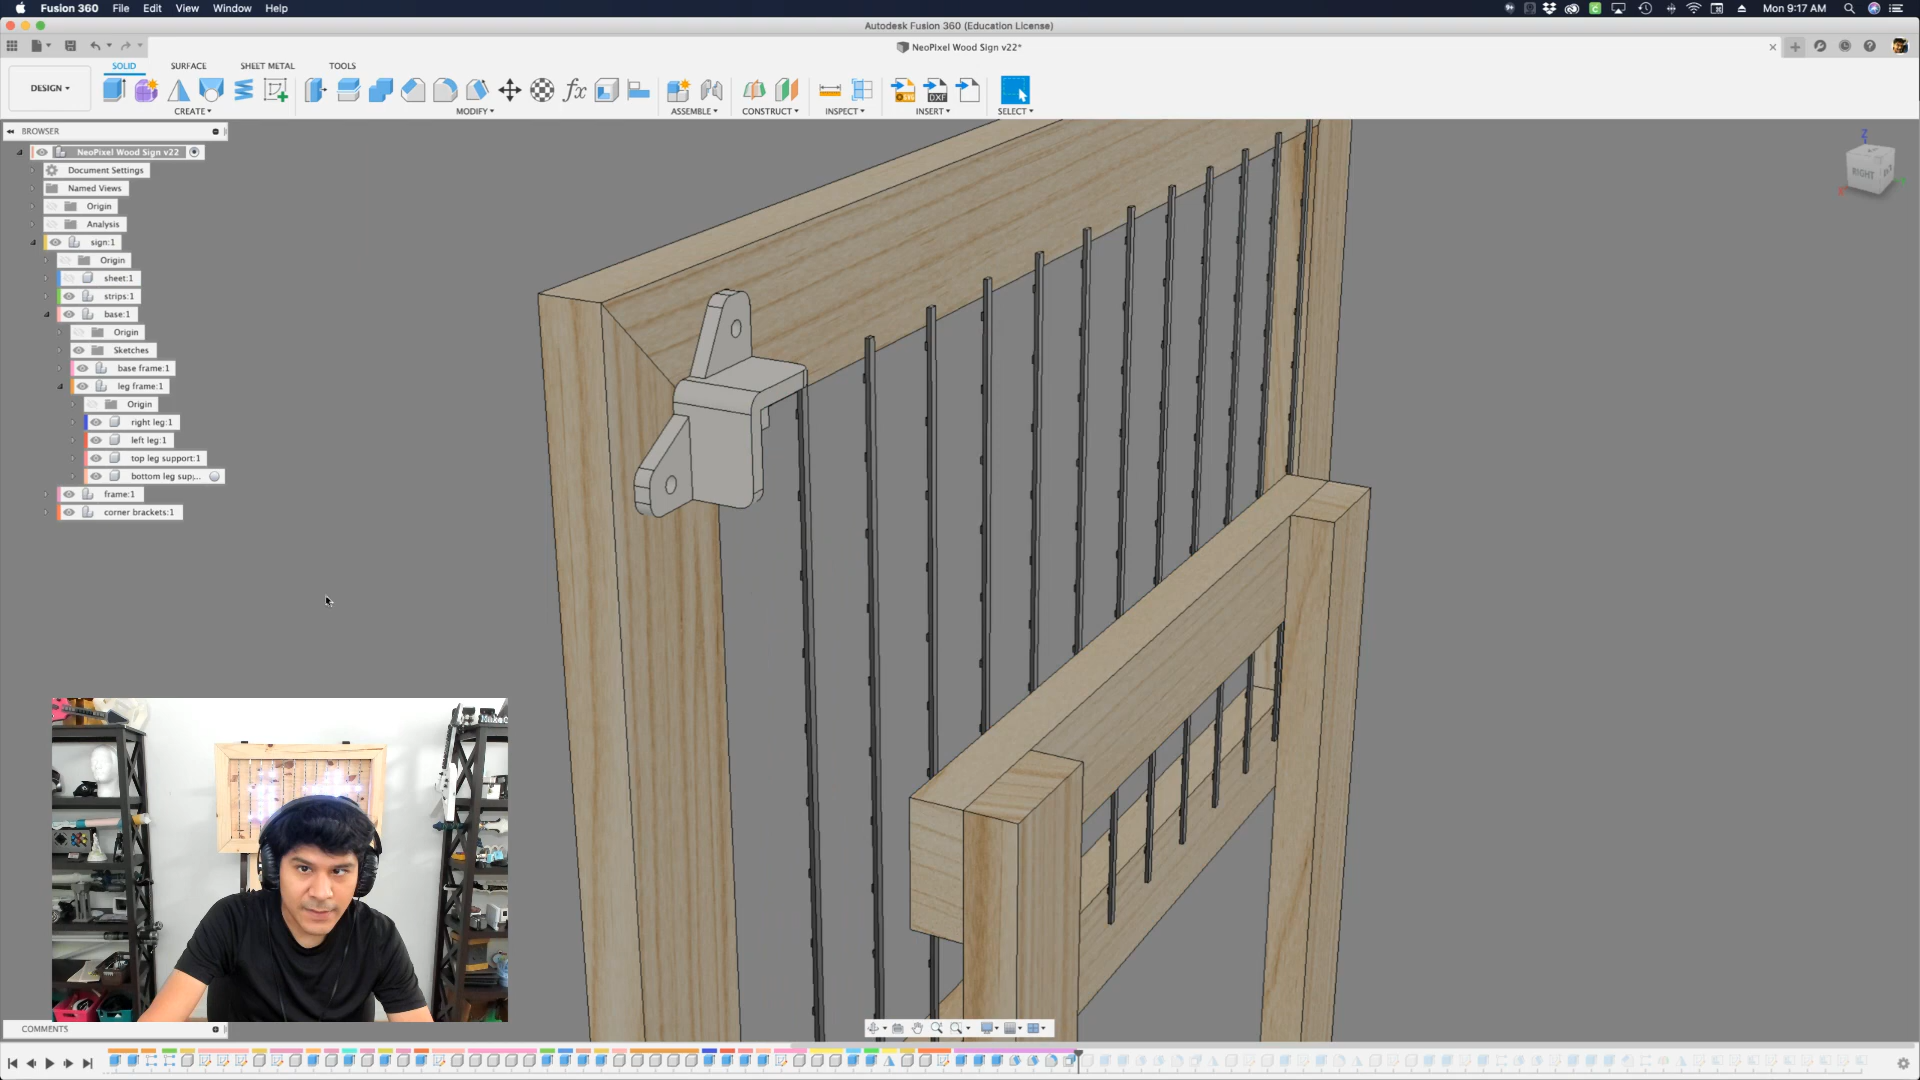 Fusion 360 File Edit View Window Help Mon 9:17 AM
Autodesk Fusion 360 (Education License)
NeoPixel Wood Sign v22*
SOLID SURFACE SHEET METAL TOOLS
DESIGN
CREATE MODIFY ASSEMBLE CONSTRUCT INSPECT INSERT SELECT
BROWSER
NeoPixel Wood Sign v22
Document Settings
Named Views
Origin
Analysis
sign:1
Origin
sheet:1
strips:1
base:1
Origin
Sketches
base frame:1
leg frame:1
Origin
right leg:1
left leg:1
top leg support:1
bottom leg sup;...
frame:1
corner brackets:1
Z
RIGHT
COMMENTS